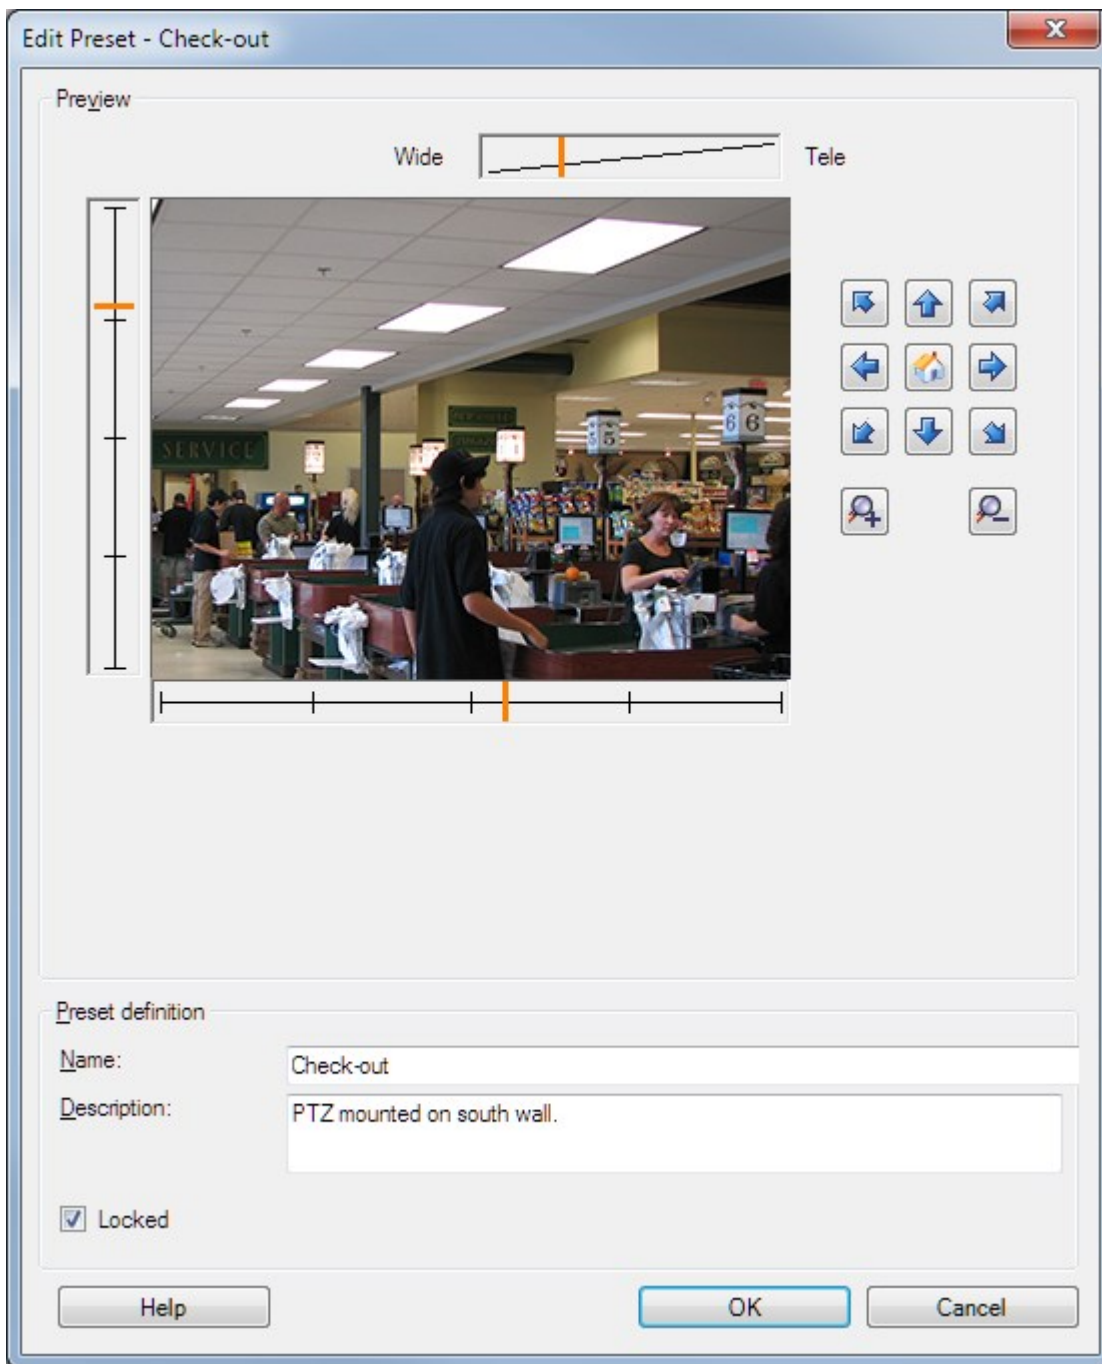 Edit Preset - Check-out
Preview
Wide Tele
SERVICE
5 5
6 6
Preset definition
Name: Check-out
Description: PTZ mounted on south wall.
Locked
Help OK Cancel